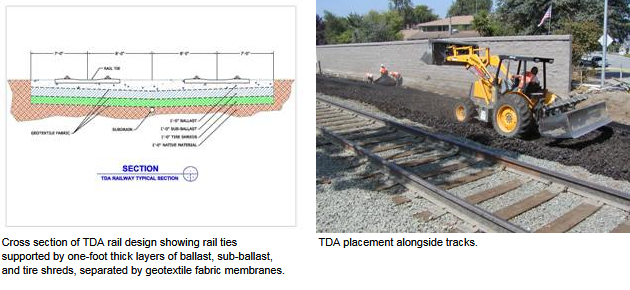 7'-0" 8'-0" 8'-0" 7'-0"
RAIL TIE
GEOTEXTILE FABRIC
SUBDRAIN
1'-0" BALLAST
1'-0" SUB-BALLAST
1'-0" TIRE SHREDS
1'-0" NATIVE MATERIAL
SECTION
TDA RAILWAY TYPICAL SECTION
Cross section of TDA rail design showing rail ties
supported by one-foot thick layers of ballast, sub-ballast,
and tire shreds, separated by geotextile fabric membranes.
TDA placement alongside tracks.